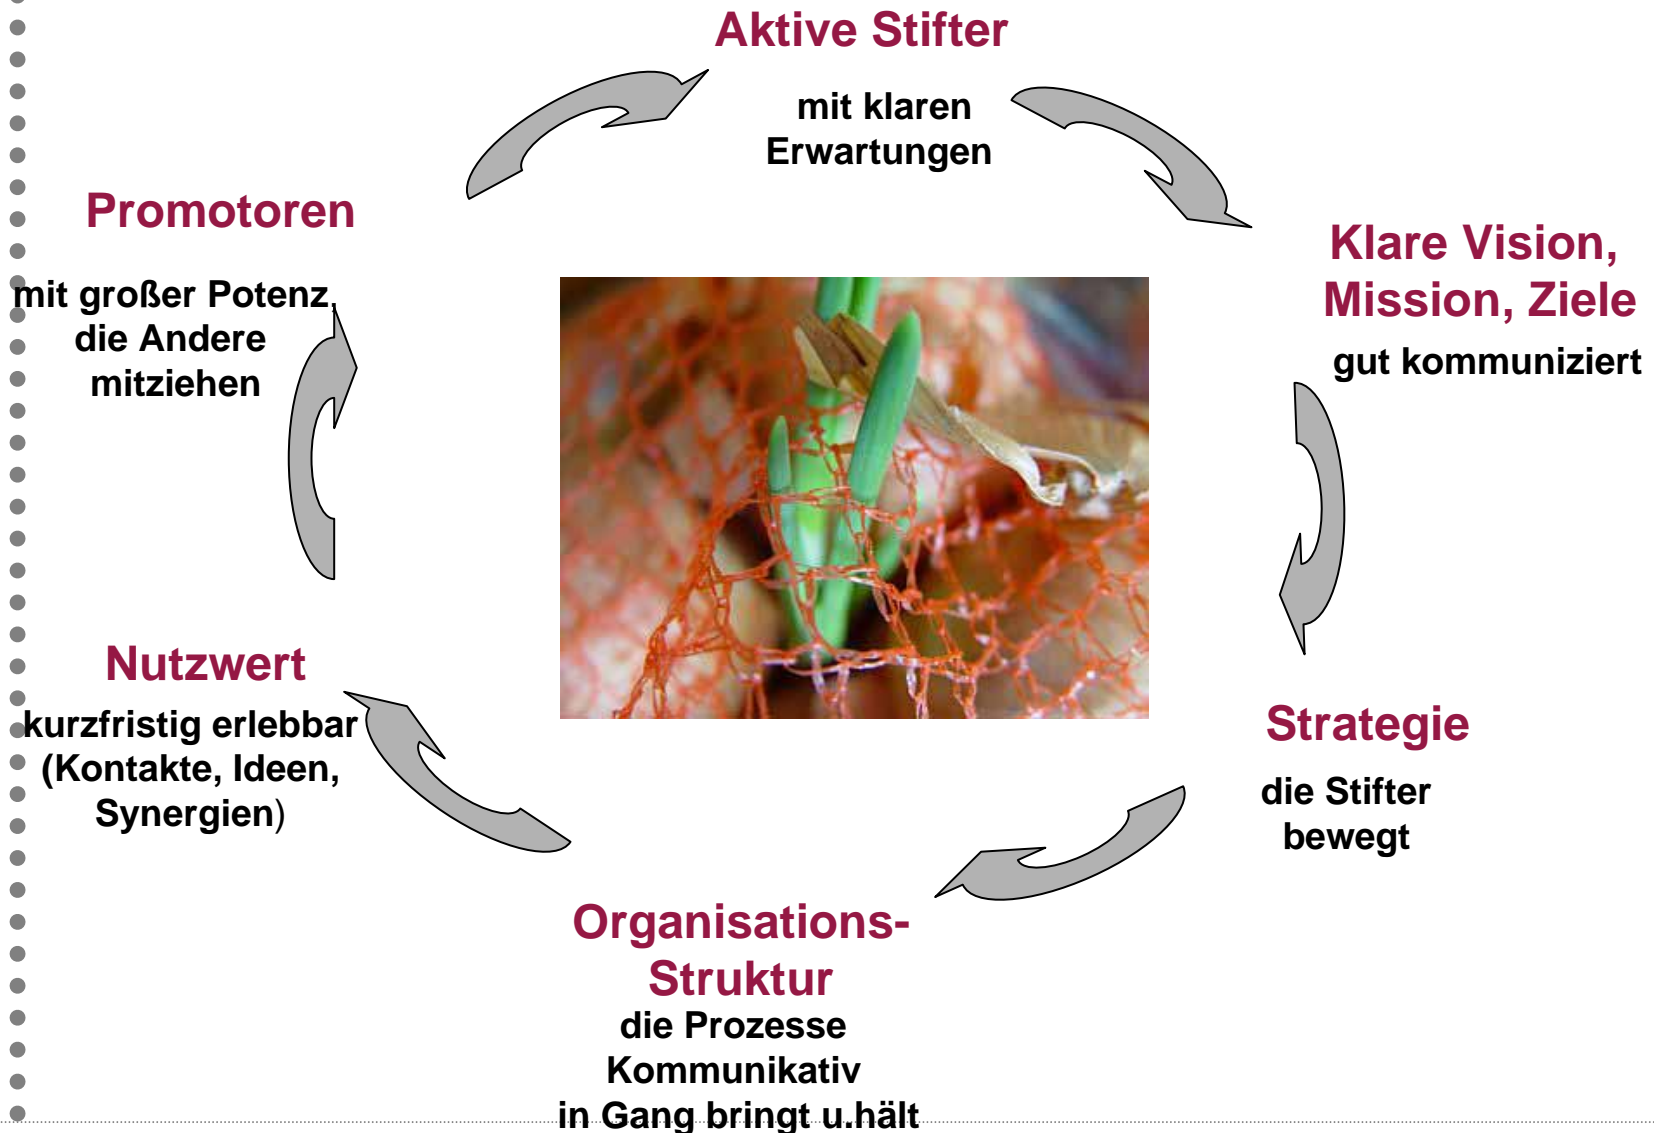 Aktive Stifter
mit klaren
Erwartungen
Klare Vision,
Mission, Ziele
gut kommuniziert
Strategie
die Stifter
bewegt
Organisations-
Struktur
die Prozesse
Kommunikativ
in Gang bringt u.hält
Nutzwert
kurzfristig erlebbar
(Kontakte, Ideen,
Synergien)
Promotoren
mit großer Potenz,
die Andere
mitziehen